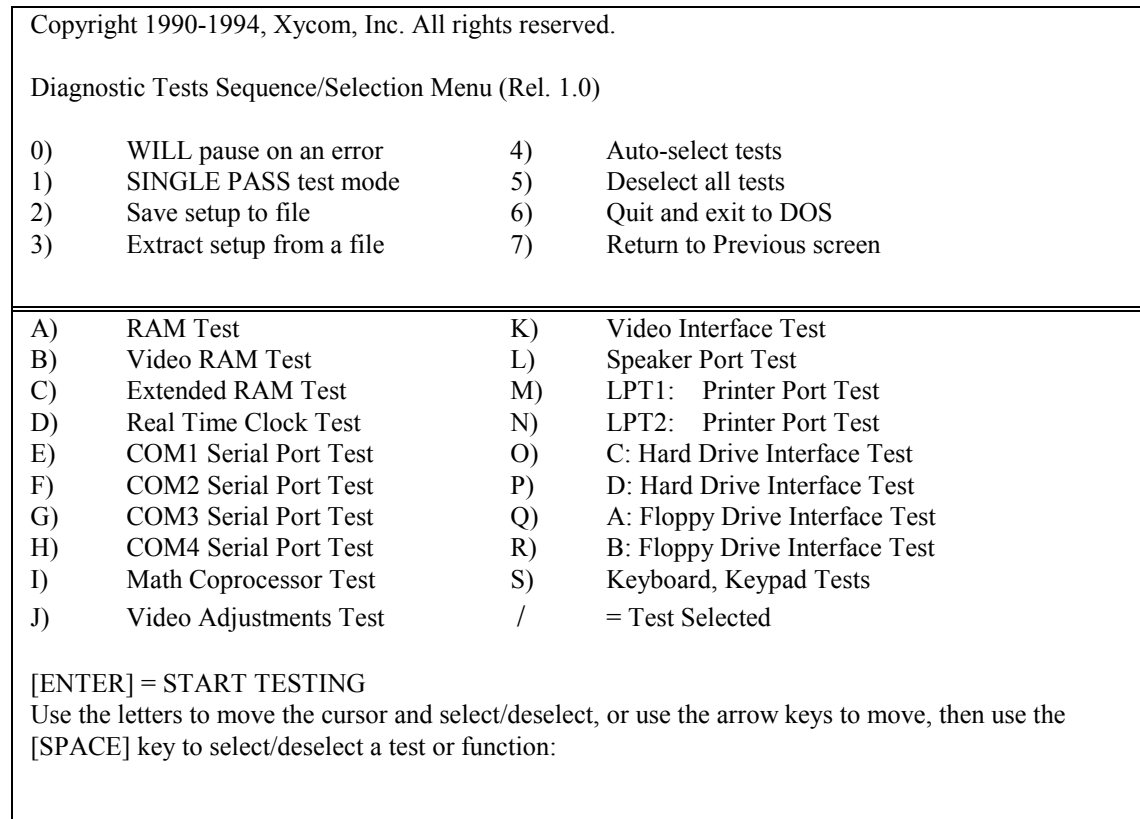 Copyright 1990-1994, Xycom, Inc. All rights reserved.
Diagnostic Tests Sequence/Selection Menu (Rel. 1.0)
0) WILL pause on an error 4) Auto-select tests
1) SINGLE PASS test mode 5) Deselect all tests
2) Save setup to file 6) Quit and exit to DOS
3) Extract setup from a file 7) Return to Previous screen
A) RAM Test K) Video Interface Test
B) Video RAM Test L) Speaker Port Test
C) Extended RAM Test M) LPT1: Printer Port Test
D) Real Time Clock Test N) LPT2: Printer Port Test
E) COM1 Serial Port Test O) C: Hard Drive Interface Test
F) COM2 Serial Port Test P) D: Hard Drive Interface Test
G) COM3 Serial Port Test Q) A: Floppy Drive Interface Test
H) COM4 Serial Port Test R) B: Floppy Drive Interface Test
I) Math Coprocessor Test S) Keyboard, Keypad Tests
J) Video Adjustments Test / = Test Selected
[ENTER] = START TESTING
Use the letters to move the cursor and select/deselect, or use the arrow keys to move, then use the
[SPACE] key to select/deselect a test or function: